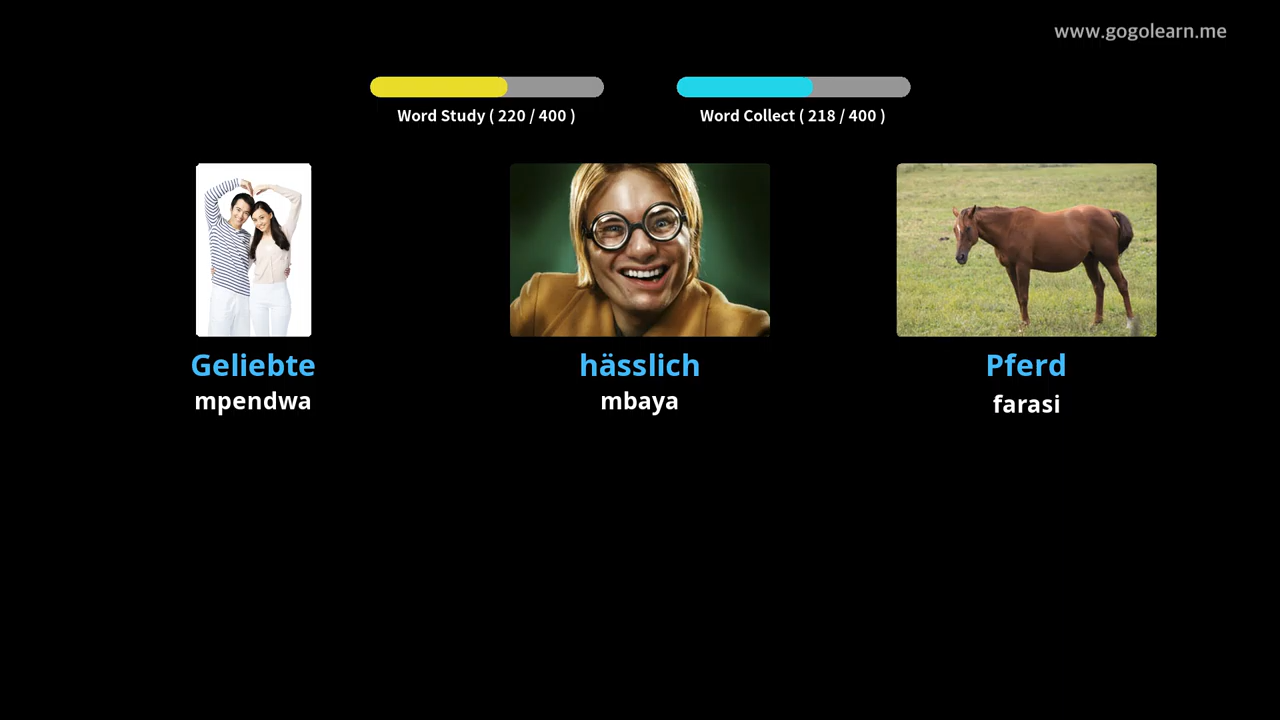 www.gogolearn.me
Word Study ( 220 / 400 )
Word Collect ( 218 / 400 )
Geliebte
mpendwa
hässlich
mbaya
Pferd
farasi